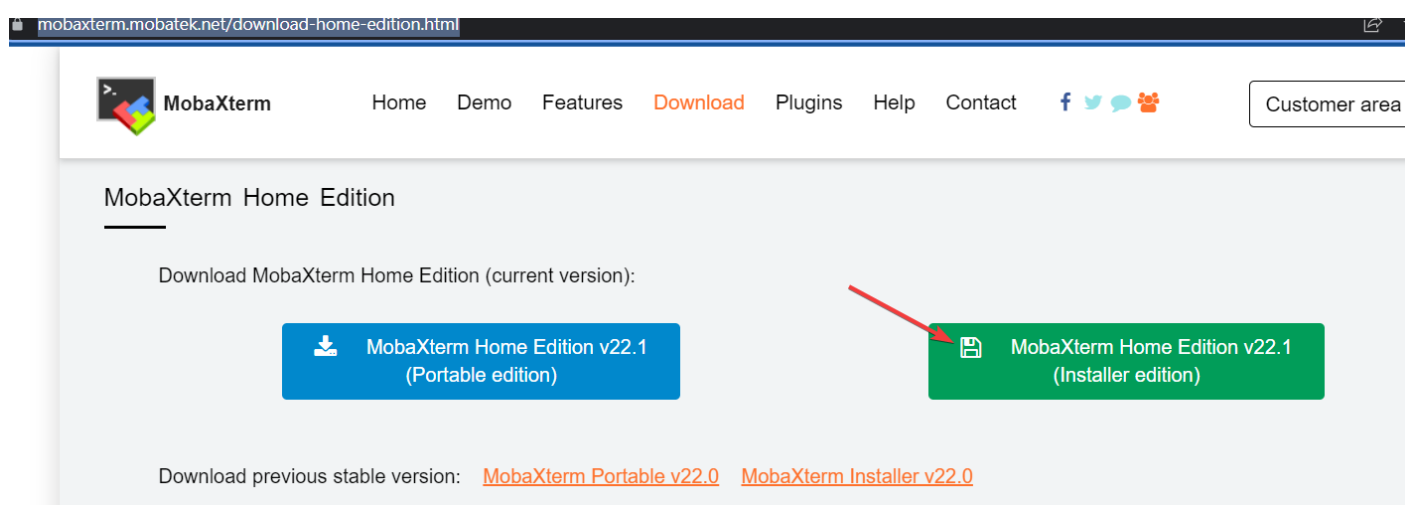 mobaxterm.mobatek.net/download-home-edition.html
MobaXterm Home Demo Features Download Plugins Help Contact Customer area
MobaXterm Home Edition
Download MobaXterm Home Edition (current version):
MobaXterm Home Edition v22.1 MobaXterm Home Edition v22.1
(Portable edition) (Installer edition)
Download previous stable version: MobaXterm Portable v22.0 MobaXterm Installer v22.0